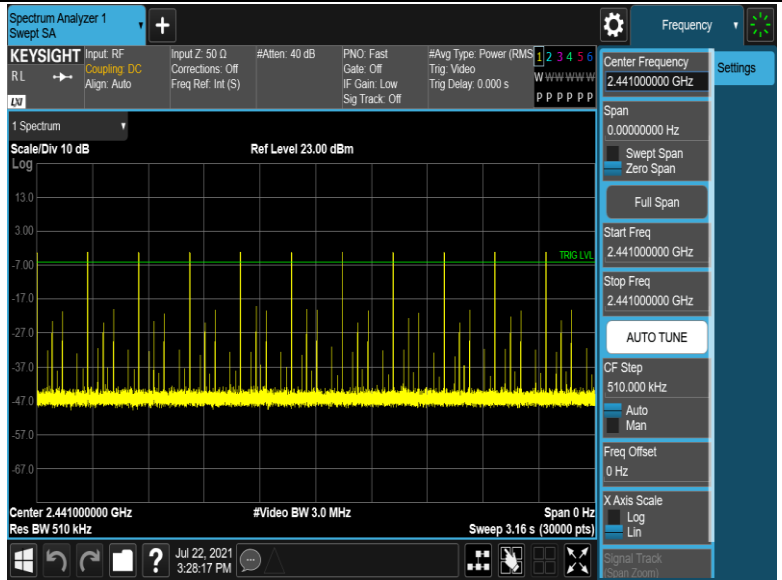 Spectrum Analyzer 1
Swept SA
Frequency
KEYSIGHT
RL
LXI
Input: RF
Coupling: DC
Align: Auto
Input Z: 50 Ω
Corrections: Off
Freq Ref: Int (S)
#Atten: 40 dB
PNO: Fast
Gate: Off
IF Gain: Low
Sig Track: Off
#Avg Type: Power (RMS
Trig: Video
Trig Delay: 0.000 s
1 2 3 4 5 6
W W W W W W
P P P P P P
1 Spectrum
Scale/Div 10 dB
Ref Level 23.00 dBm
Log
13.0
3.00
-7.00
-17.0
-27.0
-37.0
-47.0
-57.0
-67.0
TRIG LVL
Center 2.441000000 GHz
#Video BW 3.0 MHz
Span 0 Hz
Res BW 510 kHz
Sweep 3.16 s (30000 pts)
Center Frequency
2.441000000 GHz
Settings
Span
0.00000000 Hz
Swept Span
Zero Span
Full Span
Start Freq
2.441000000 GHz
Stop Freq
2.441000000 GHz
AUTO TUNE
CF Step
510.000 kHz
Auto
Man
Freq Offset
0 Hz
X Axis Scale
Log
Lin
Signal Track
(Span Zoom)
?
Jul 22, 2021
3:28:17 PM